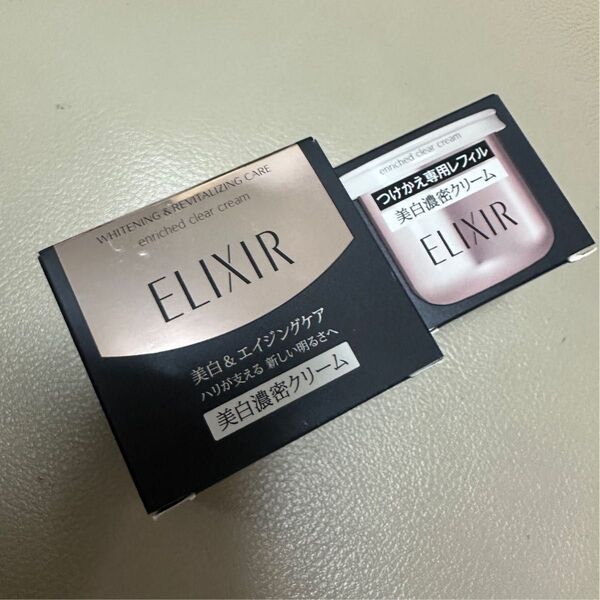 WHITENING & REVITALIZING CARE
enriched clear cream
ELIXIR
美白&エイジングケア
ハリが支える 新しい明るさへ
美白濃密クリーム
enriched clear cream
つけかえ専用レフィル
美白濃密クリーム
ELIXIR